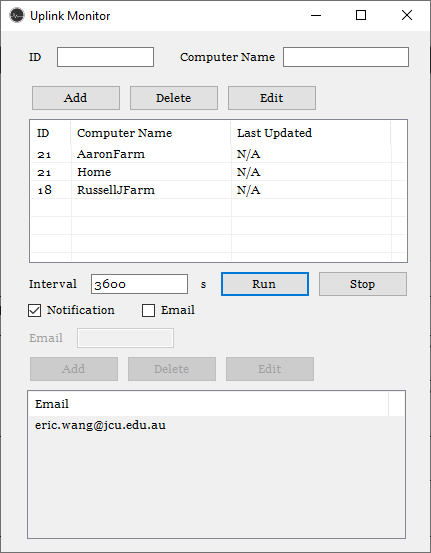 Uplink Monitor
ID Computer Name
Add Delete Edit
ID Computer Name Last Updated
21 AaronFarm N/A
21 Home N/A
18 RussellJFarm N/A
Interval 3600 s Run Stop
Notification Email
Email
Add Delete Edit
Email
eric.wang@jcu.edu.au